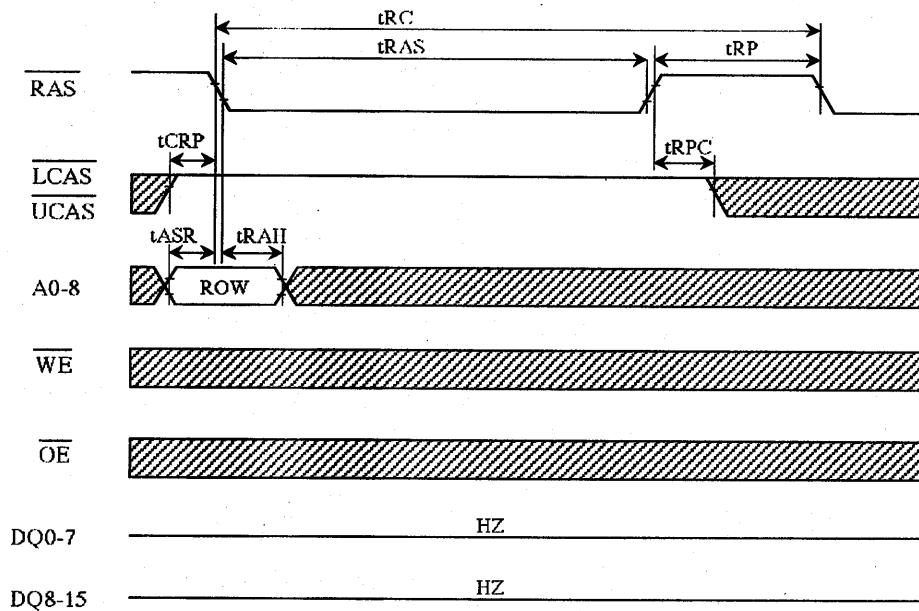 tRC
tRAS
tRP
RAS
tCRP
tRPC
LCAS
UCAS
tASR
tRAH
A0-8
ROW
WE
OE
HZ
DQ0-7
HZ
DQ8-15